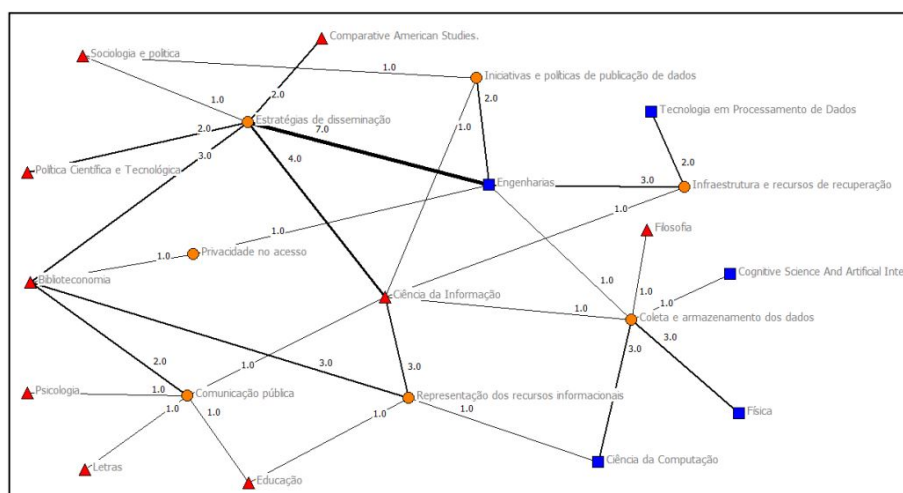 Comparative American Studies.
Sociologia e política
1.0
Iniciativas e políticas de publicação de dados
2.0
2.0
1.0
Estratégias de disseminação
Tecnologia em Processamento de Dados
2.0
7.0
1.0
3.0
4.0
2.0
Política Científica e Tecnológica
Engenharias
3.0
Infraestrutura e recursos de recuperação
1.0
Filosofia
1.0
Privacidade no acesso
1.0
Biblioteconomia
Cognitive Science And Artificial Inte
1.0
Ciência da Informação
1.0
1.0
1.0
1.0
Coleta e armazenamento dos dados
3.0
3.0
2.0
1.0
3.0
3.0
Psicologia
1.0
Comunicação pública
Representação dos recursos informacionais
1.0
1.0
1.0
1.0
Física
Letras
Educação
Ciência da Computação